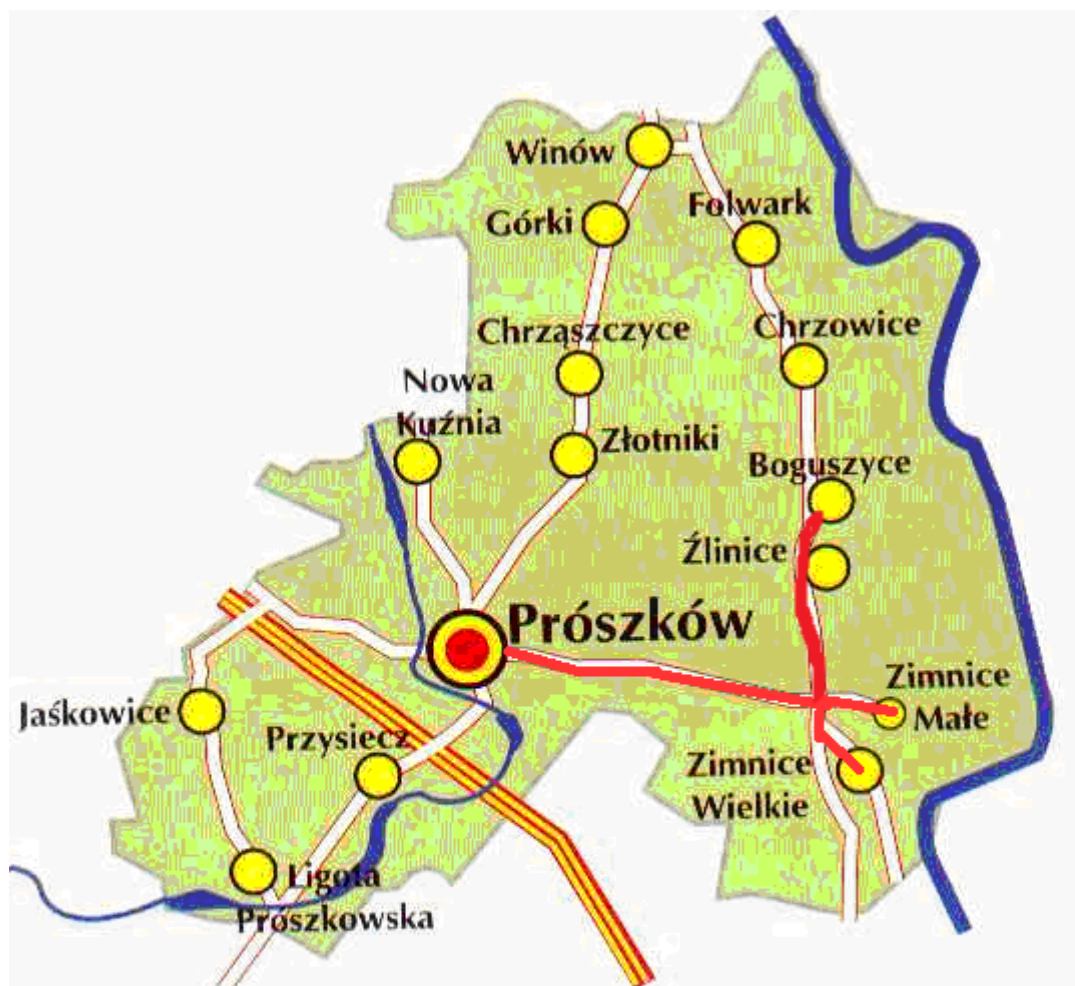 Winów
Folwark
Górki
Chrząszczyce
Chrzowice
Nowa
Kuźnia
Złotniki
Boguszyce
Źlinice
Prószków
Zimnice
Małe
Jaśkowice
Przysiecz
Zimnice
Wielkie
Ligota
Prószkowska